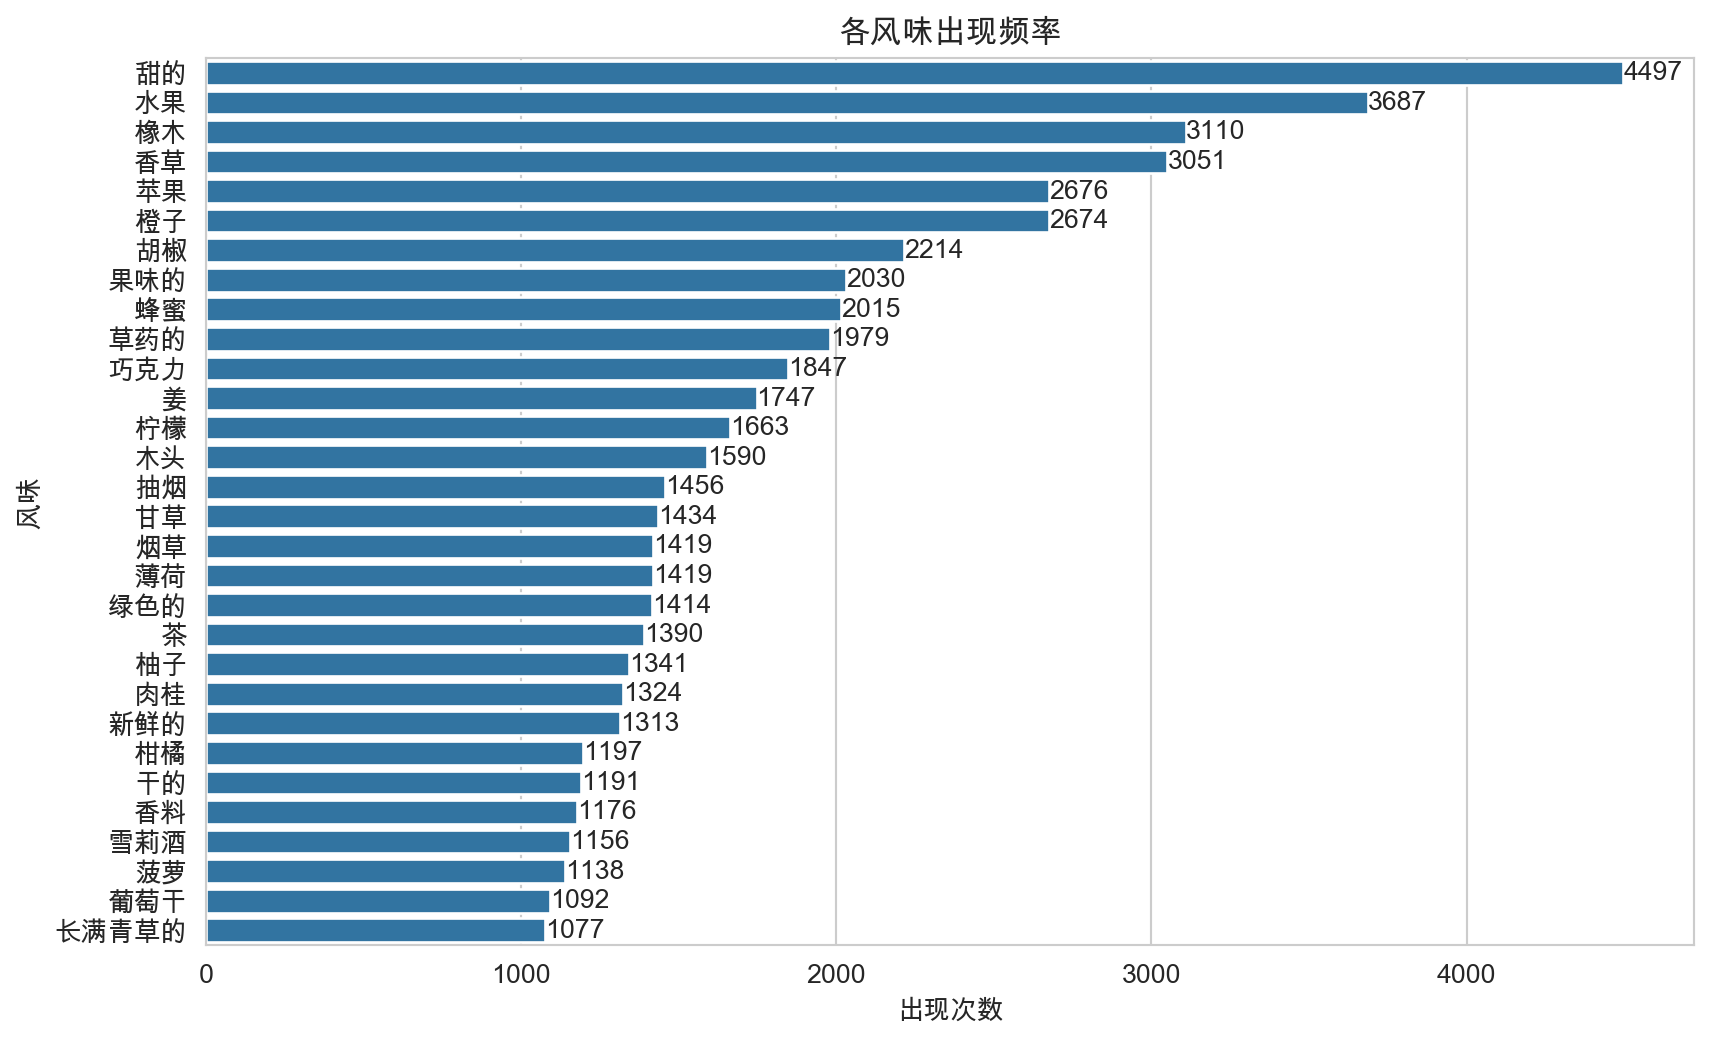 各风味出现频率
甜的 4497
水果 3687
橡木 3110
香草 3051
苹果 2676
橙子 2674
胡椒 2214
果味的 2030
蜂蜜 2015
草药的 1979
巧克力 1847
姜 1747
柠檬 1663
木头 1590
抽烟 1456
甘草 1434
烟草 1419
薄荷 1419
绿色的 1414
茶 1390
柚子 1341
肉桂 1324
新鲜的 1313
柑橘 1197
干的 1191
香料 1176
雪莉酒 1156
菠萝 1138
葡萄干 1092
长满青草的 1077
风味
0 1000 2000 3000 4000
出现次数